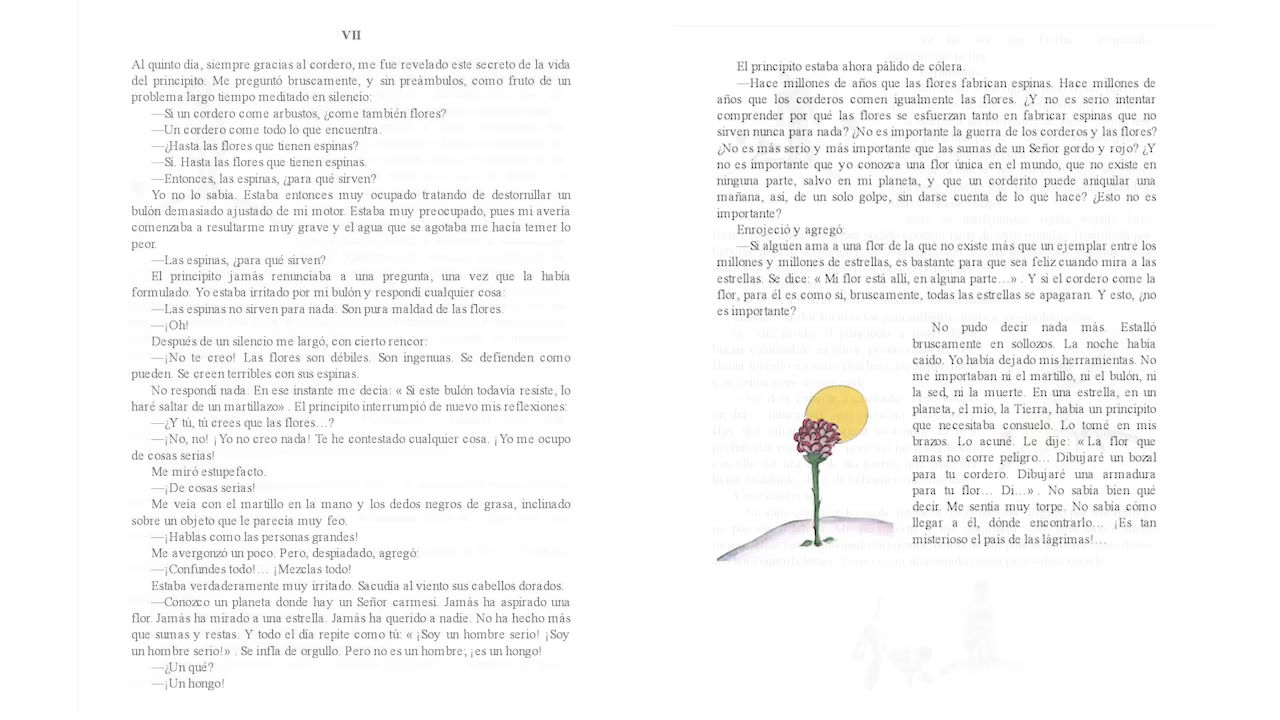 VII
Al quinto día, siempre gracias al cordero, me fue revelado este secreto de la vida
del principito. Me preguntó bruscamente, y sin preámbulos, como fruto de un
problema largo tiempo meditado en silencio:
—Si un cordero come arbustos, ¿come también flores?
—Un cordero come todo lo que encuentra.
—¿Hasta las flores que tienen espinas?
—Sí. Hasta las flores que tienen espinas.
—Entonces, las espinas, ¿para qué sirven?
Yo no lo sabía. Estaba entonces muy ocupado tratando de destornillar un
bulón demasiado ajustado de mi motor. Estaba muy preocupado, pues mi avería
comenzaba a resultarme muy grave y el agua que se agotaba me hacía temer lo
peor.
—Las espinas, ¿para qué sirven?
El principito jamás renunciaba a una pregunta, una vez que la había
formulado. Yo estaba irritado por mi bulón y respondí cualquier cosa:
—Las espinas no sirven para nada. Son pura maldad de las flores.
—¡Oh!
Después de un silencio me largó, con cierto rencor:
—¡No te creo! Las flores son débiles. Son ingenuas. Se defienden como
pueden. Se creen terribles con sus espinas.
No respondí nada. En ese instante me decía: « Si este bulón todavía resiste, lo
haré saltar de un martillazo» . El principito interrumpió de nuevo mis reflexiones:
—¿Y tú, tú crees que las flores…?
—¡No, no! ¡Yo no creo nada! Te he contestado cualquier cosa. ¡Yo me ocupo
de cosas serias!
Me miró estupefacto.
—¡De cosas serias!
Me veía con el martillo en la mano y los dedos negros de grasa, inclinado
sobre un objeto que le parecía muy feo.
—¡Hablas como las personas grandes!
Me avergonzó un poco. Pero, despiadado, agregó:
—¡Confundes todo!… ¡Mezclas todo!
Estaba verdaderamente muy irritado. Sacudía al viento sus cabellos dorados.
—Conozco un planeta donde hay un Señor carmesí. Jamás ha aspirado una
flor. Jamás ha mirado a una estrella. Jamás ha querido a nadie. No ha hecho más
que sumas y restas. Y todo el día repite como tú: « ¡Soy un hombre serio! ¡Soy
un hombre serio!» . Se infla de orgullo. Pero no es un hombre; ¡es un hongo!
—¿Un qué?
—¡Un hongo!
El principito estaba ahora pálido de cólera.
—Hace millones de años que las flores fabrican espinas. Hace millones de
años que los corderos comen igualmente las flores. ¿Y no es serio intentar
comprender por qué las flores se esfuerzan tanto en fabricar espinas que no
sirven nunca para nada? ¿No es importante la guerra de los corderos y las flores?
¿No es más serio y más importante que las sumas de un Señor gordo y rojo? ¿Y
no es importante que yo conozca una flor única en el mundo, que no existe en
ninguna parte, salvo en mi planeta, y que un corderito puede aniquilar una
mañana, así, de un solo golpe, sin darse cuenta de lo que hace? ¿Esto no es
importante?
Enrojeció y agregó:
—Si alguien ama a una flor de la que no existe más que un ejemplar entre los
millones y millones de estrellas, es bastante para que sea feliz cuando mira a las
estrellas. Se dice: « Mi flor está allí, en alguna parte…» . Y si el cordero come la
flor, para él es como si, bruscamente, todas las estrellas se apagaran. Y esto, ¿no
es importante?
No pudo decir nada más. Estalló
bruscamente en sollozos. La noche había
caído. Yo había dejado mis herramientas. No
me importaban ni el martillo, ni el bulón, ni
la sed, ni la muerte. En una estrella, en un
planeta, el mío, la Tierra, había un principito
que necesitaba consuelo. Lo tomé en mis
brazos. Lo acuné. Le dije: « La flor que
amas no corre peligro… Dibujaré un bozal
para tu cordero. Dibujaré una armadura
para tu flor… Di…» . No sabía bien qué
decir. Me sentía muy torpe. No sabía cómo
llegar a él, dónde encontrarlo… ¡Es tan
misterioso el país de las lágrimas!…